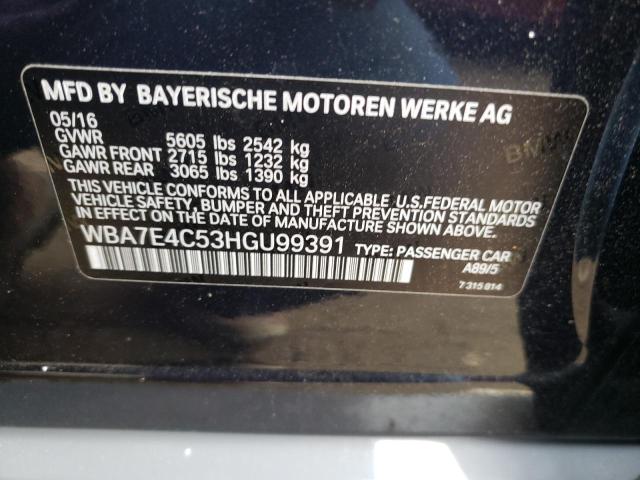 MFD BY BAYERISCHE MOTOREN WERKE AG
05/16
GVWR 5605 lbs 2542 kg
GAWR FRONT 2715 lbs 1232 kg
GAWR REAR 3065 lbs 1390 kg
THIS VEHICLE CONFORMS TO ALL APPLICABLE U.S.FEDERAL MOTOR
VEHICLE SAFETY, BUMPER AND THEFT PREVENTION STANDARDS
IN EFFECT ON THE DATE OF MANUFACTURE SHOWN ABOVE.
WBA7E4C53HGU99391 TYPE: PASSENGER CAR
A89/5
7 315 814